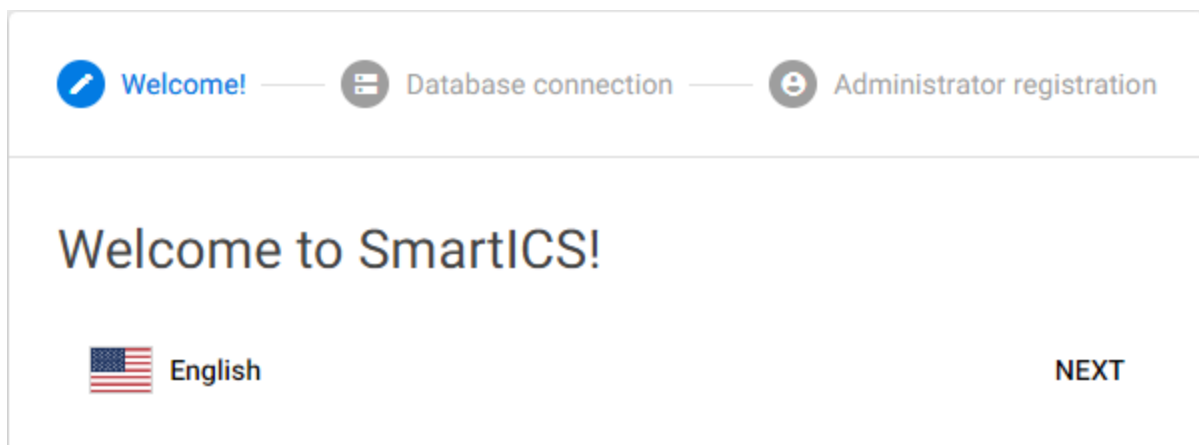 Welcome! Database connection Administrator registration
Welcome to SmartICS!
English NEXT